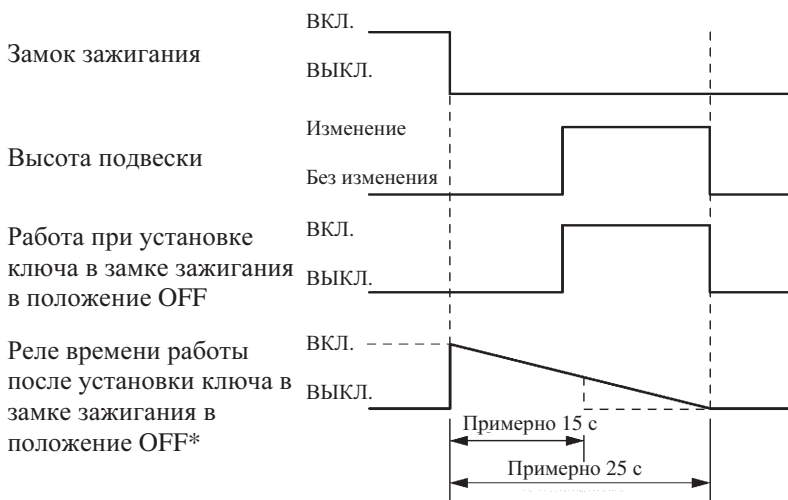 Замок зажигания
ВКЛ.
ВЫКЛ.
Высота подвески
Изменение
Без изменения
Работа при установке
ключа в замке зажигания
в положение OFF
ВКЛ.
ВЫКЛ.
Реле времени работы
после установки ключа в
замке зажигания в
положение OFF*
ВКЛ.
ВЫКЛ.
Примерно 15 с
Примерно 25 с